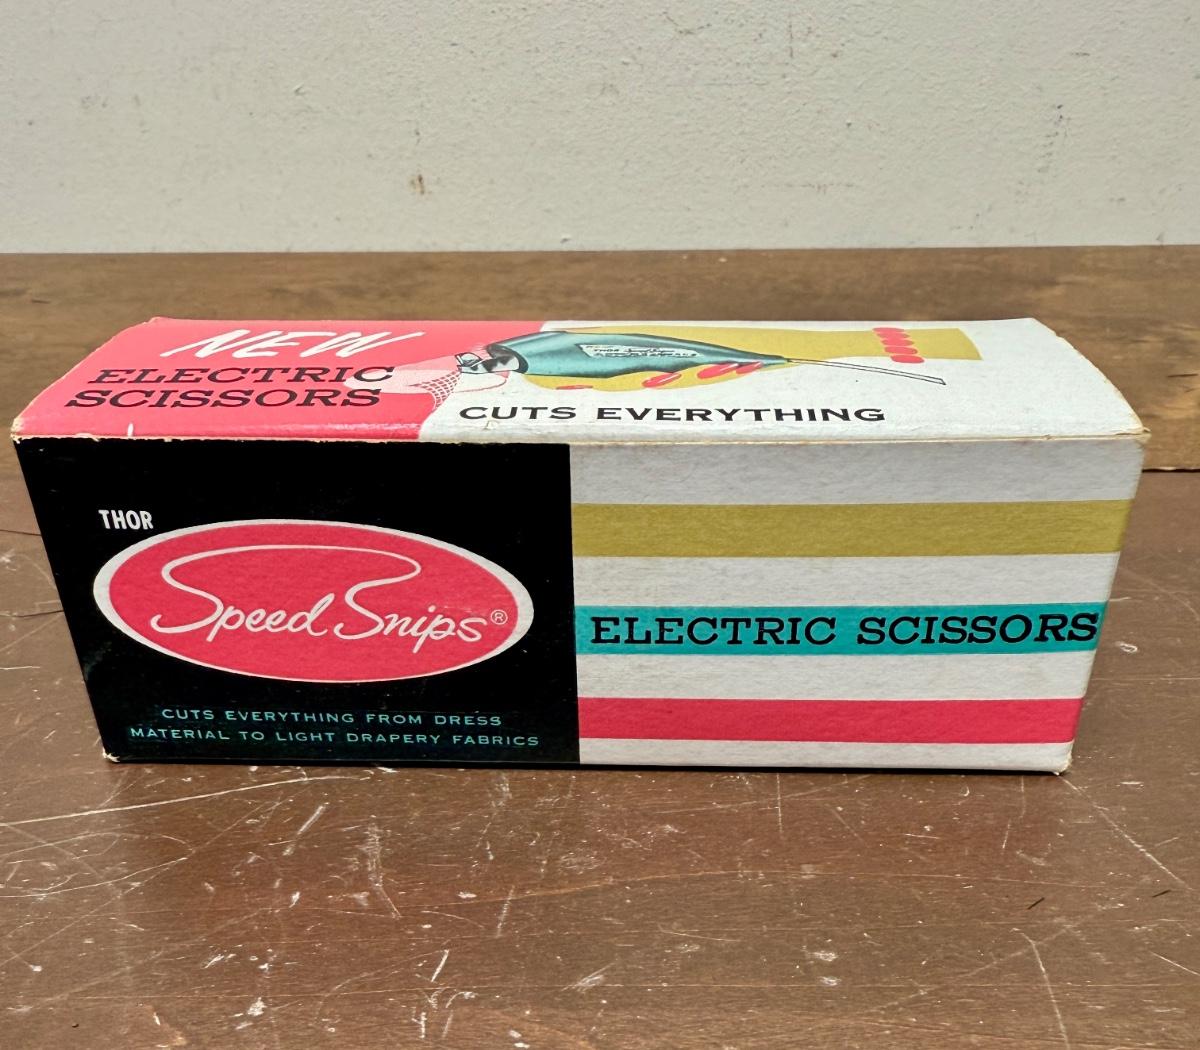 NEW
ELECTRIC
SCISSORS
CUTS EVERYTHING
THOR
Speed Snips®
CUTS EVERYTHING FROM DRESS
MATERIAL TO LIGHT DRAPERY FABRICS
ELECTRIC SCISSORS